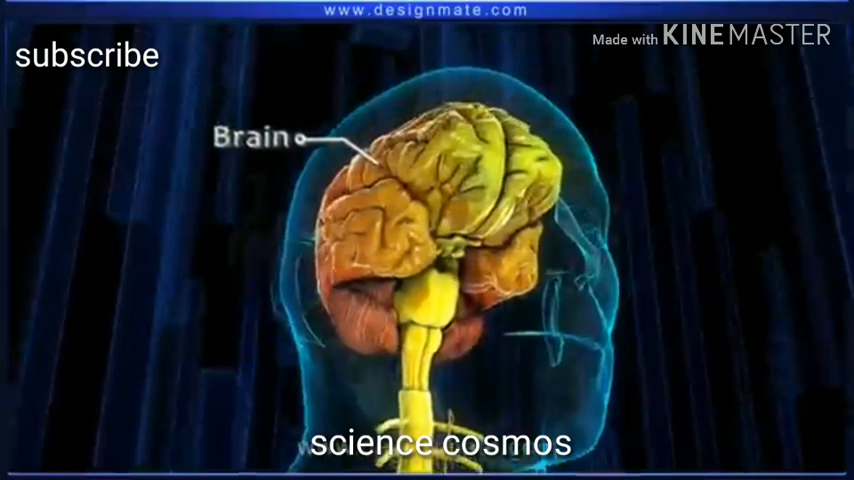 www.designmate.com
subscribe
Made with KINEMASTER
Brain
science cosmos